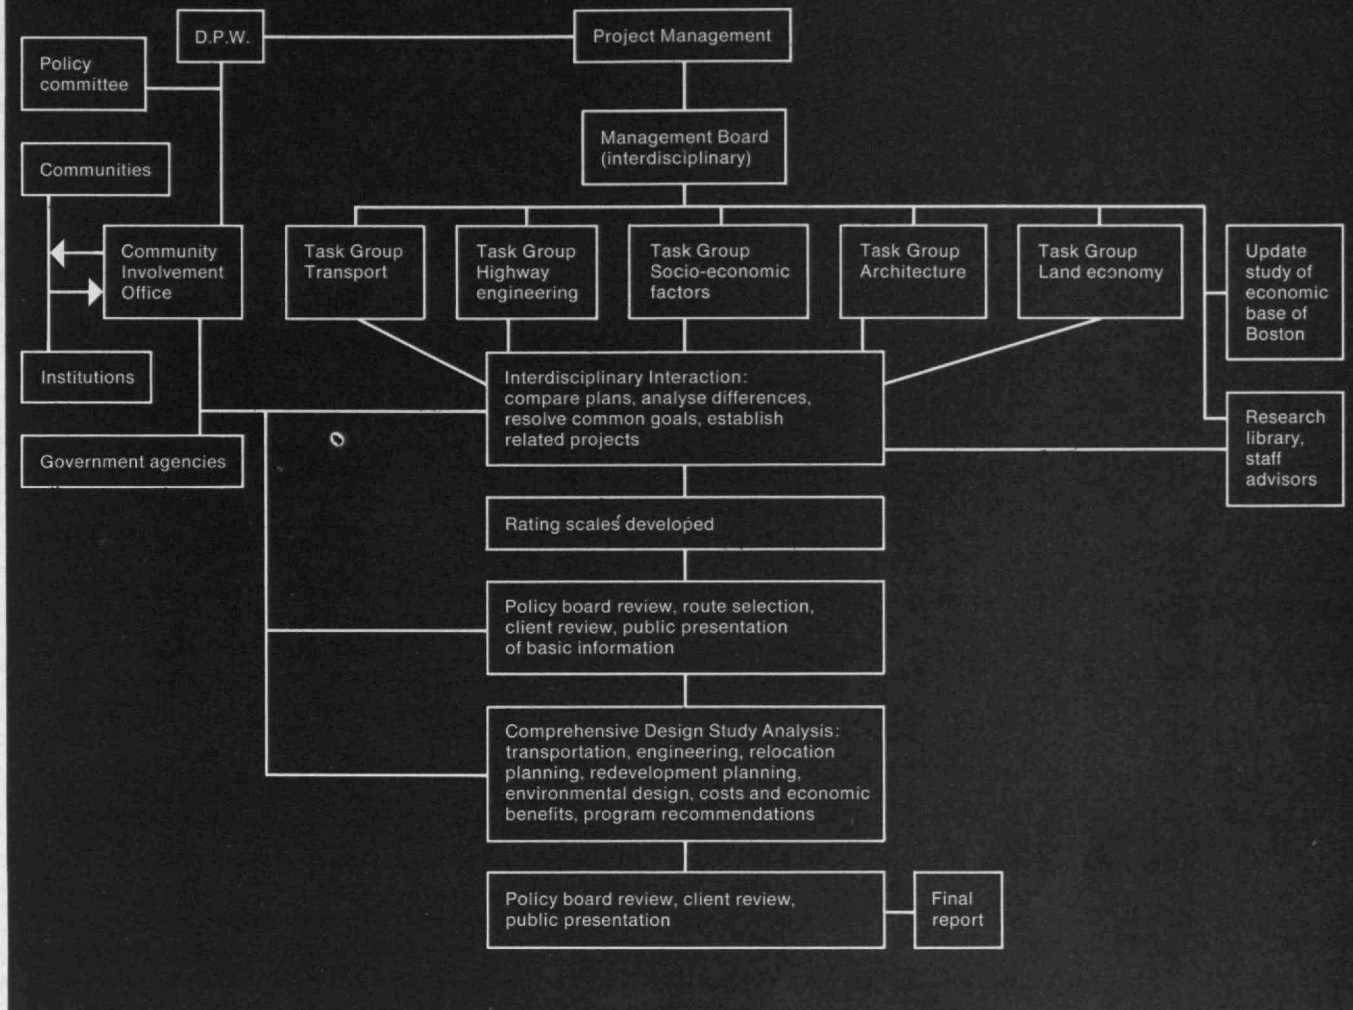 D.P.W.
Project Management
Policy
committee
Management Board
(interdisciplinary)
Communities
Community
Involvement
Office
Task Group
Transport
Task Group
Highway
engineering
Task Group
Socio-economic
factors
Task Group
Architecture
Task Group
Land economy
Update
study of
economic
base of
Boston
Institutions
Interdisciplinary Interaction:
compare plans, analyse differences,
resolve common goals, establish
related projects
Research
library,
staff
advisors
Government agencies
Rating scales developed
Policy board review, route selection,
client review, public presentation
of basic information
Comprehensive Design Study Analysis:
transportation, engineering, relocation
planning, redevelopment planning,
environmental design, costs and economic
benefits, program recommendations
Policy board review, client review,
public presentation
Final
report